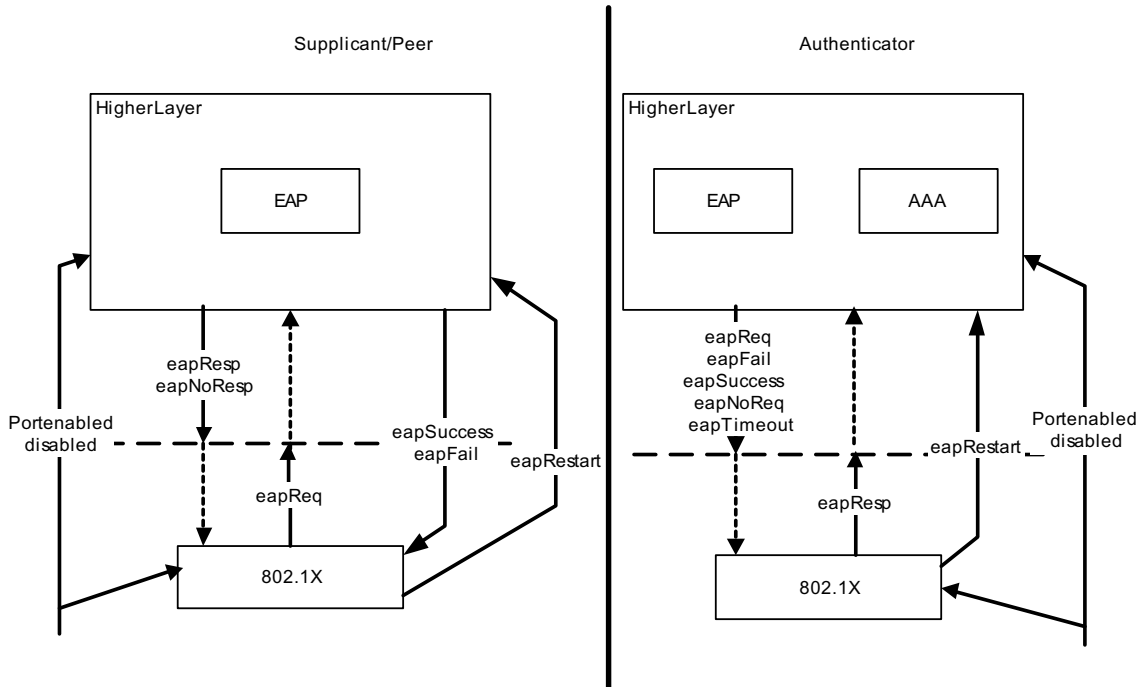 Supplicant/Peer
HigherLayer
EAP
eapResp
eapNoResp
Portenabled
disabled
eapSuccess
eapFail
eapRestart
eapReq
802.1X
Authenticator
HigherLayer
EAP
AAA
eapReq
eapFail
eapSuccess
eapNoReq
eapTimeout
Portenabled
disabled
eapRestart
eapResp
802.1X